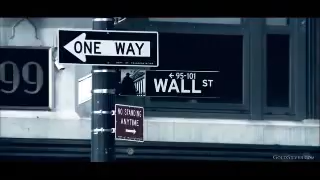 ONE WAY
99
← 95-101
WALL ST
NO STANDING
ANYTIME